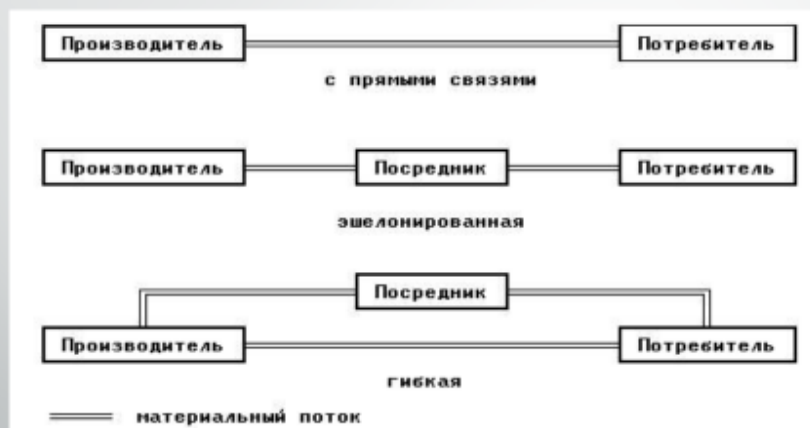 Производитель Потребитель
с прямыми связями
Производитель Посредник Потребитель
эшелонированная
Посредник
Производитель Потребитель
гибкая
материальный поток